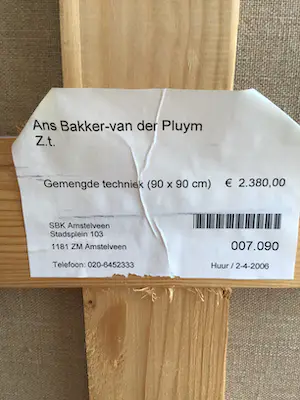 Ans Bakker-van der Pluym
Z.t.
Gemengde techniek (90 x 90 cm) € 2.380,00
SBK Amstelveen
Stadsplein 103
1181 ZM Amstelveen
007.090
Telefoon: 020-6452333
Huur / 2-4-2006